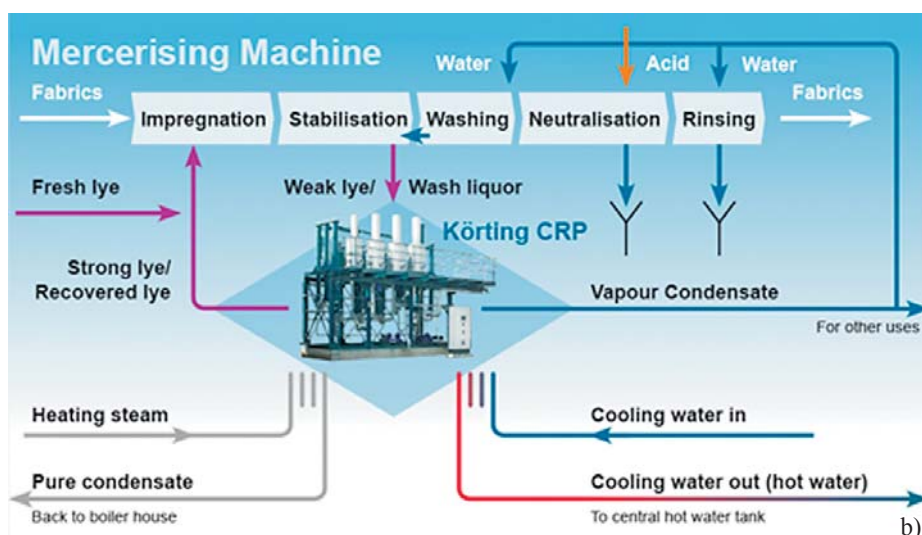 Mercerising Machine
Water
Acid
Water
Fabrics
Fabrics
Impregnation
Stabilisation
Washing
Neutralisation
Rinsing
Fresh lye
Weak lye/ Wash liquor
Körting CRP
Strong lye/
Recovered lye
Vapour Condensate
For other uses
Heating steam
Cooling water in
Pure condensate
Cooling water out (hot water)
Back to boiler house
To central hot water tank
b)